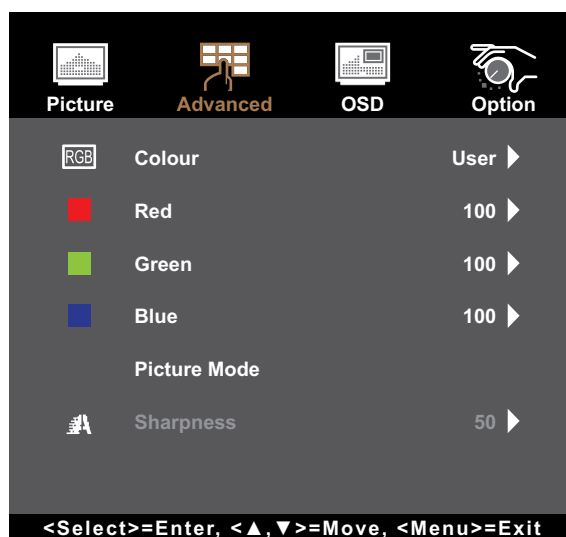 Picture Advanced OSD Option
RGB Colour User
Red 100
Green 100
Blue 100
Picture Mode
Sharpness 50
<Select>=Enter, <▲,▼>=Move, <Menu>=Exit